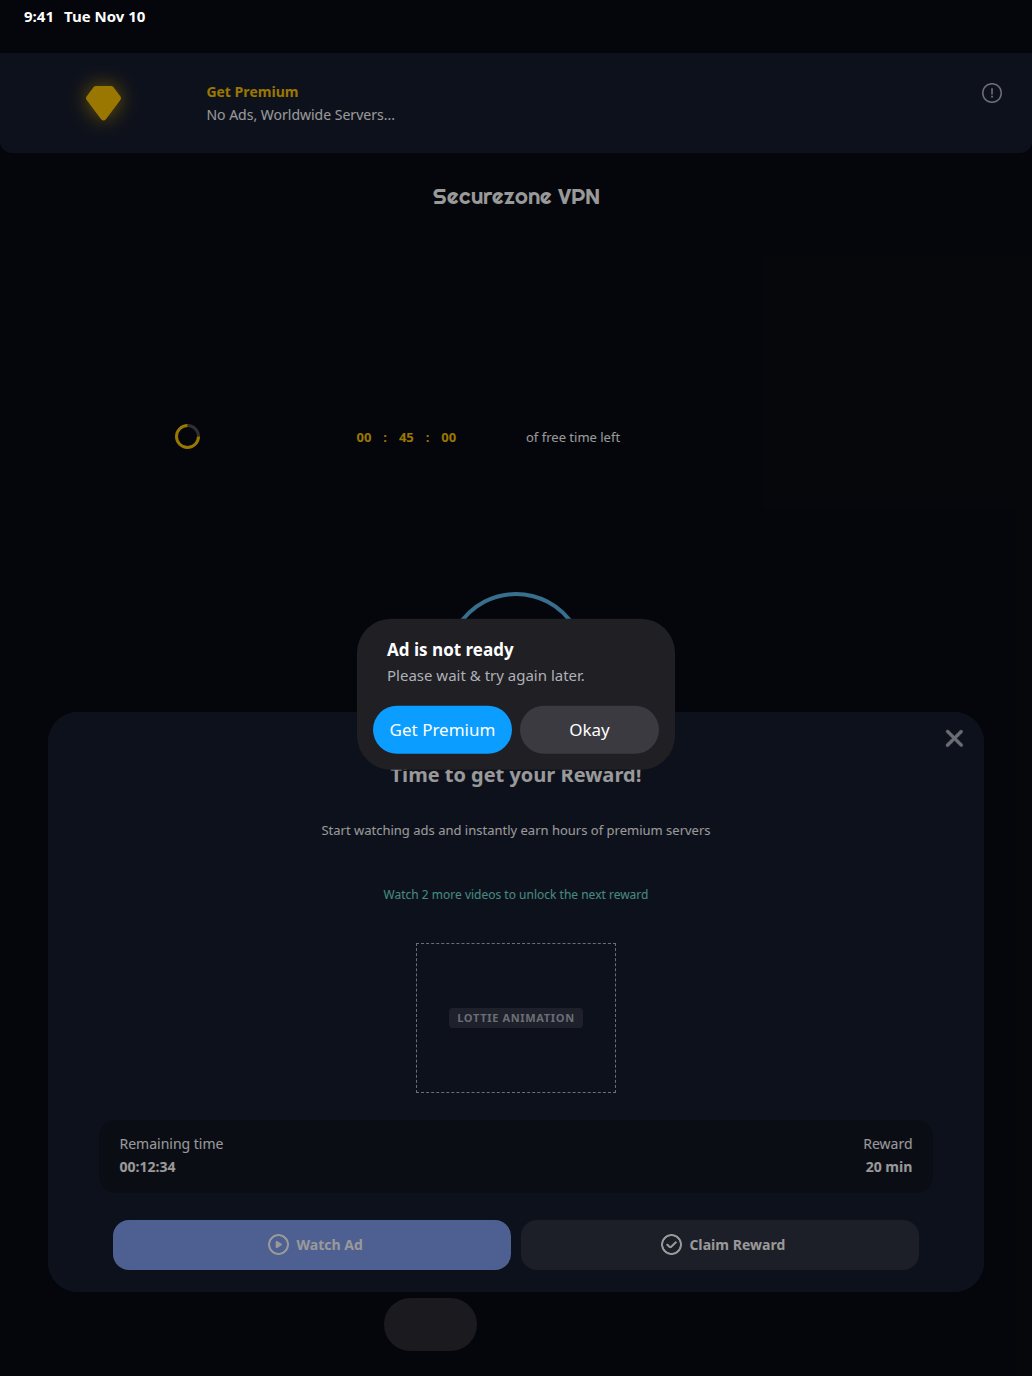 9:41 Tue Nov 10
Get Premium
No Ads, Worldwide Servers...
Securezone VPN
00 : 45 : 00 of free time left
Ad is not ready
Please wait & try again later.
Get Premium Okay
Time to get your Reward!
Start watching ads and instantly earn hours of premium servers
Watch 2 more videos to unlock the next reward
LOTTIE ANIMATION
Remaining time Reward
00:12:34 20 min
Watch Ad Claim Reward